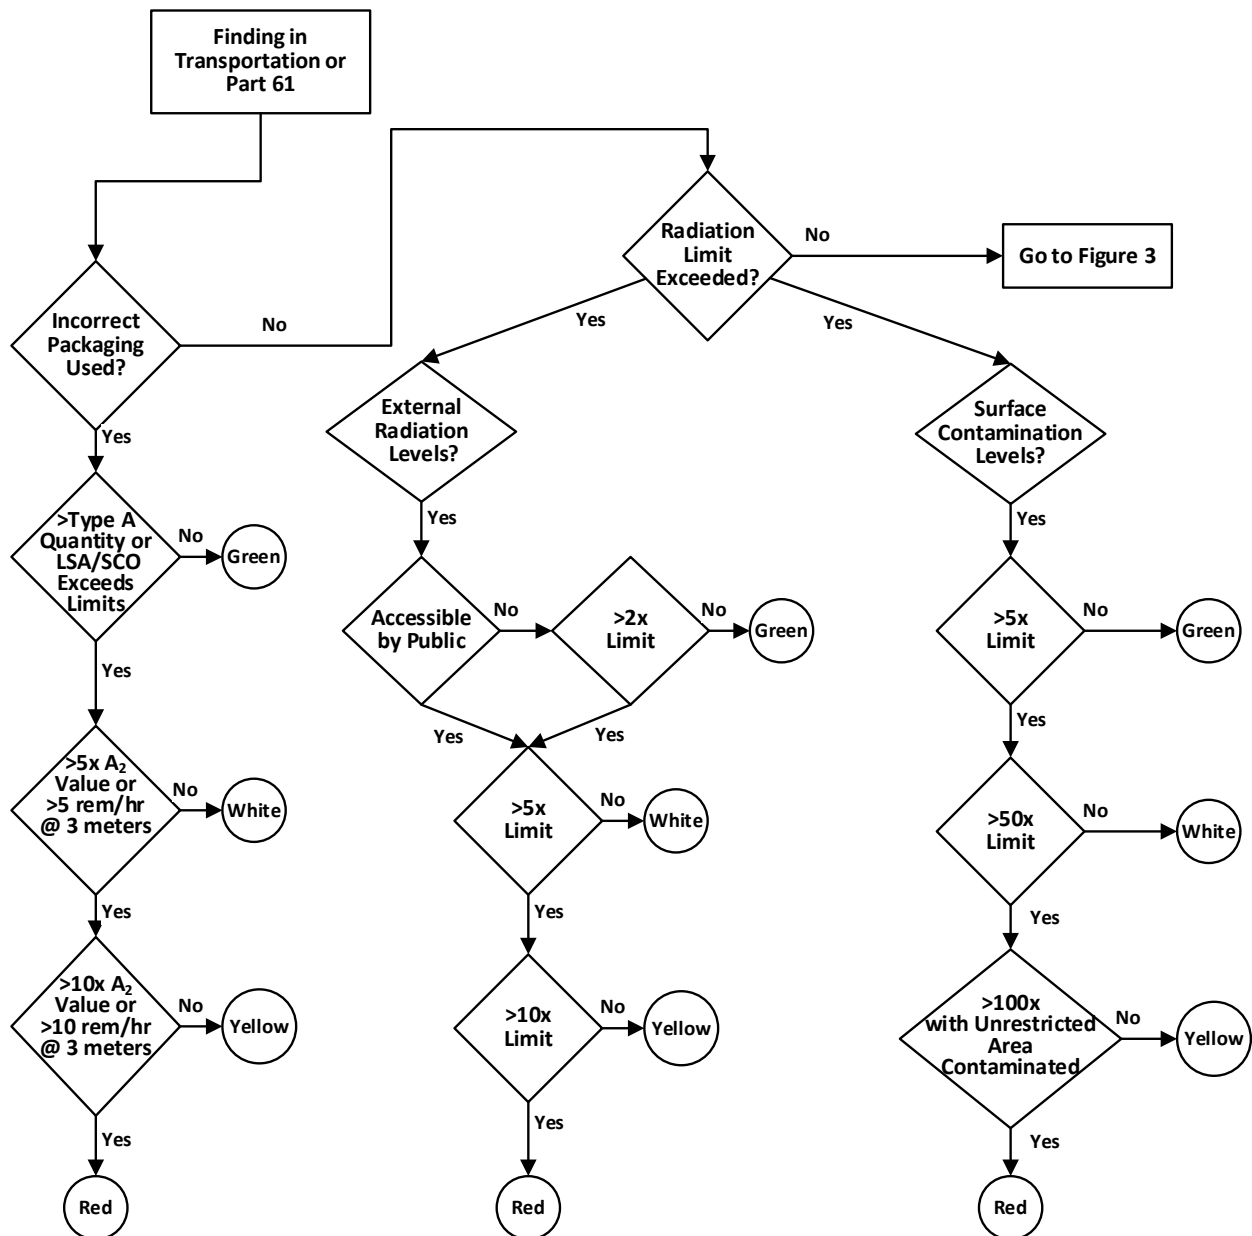 Finding in
Transportation or
Part 61
Incorrect
Packaging
Used?
No
Yes
Radiation
Limit
Exceeded?
No
Go to Figure 3
Yes
Yes
>Type A
Quantity or
LSA/SCO
Exceeds
Limits
No
Green
Yes
>5x A₂
Value or
>5 rem/hr
@ 3 meters
No
White
Yes
>10x A₂
Value or
>10 rem/hr
@ 3 meters
No
Yellow
Yes
Red
External
Radiation
Levels?
Yes
Accessible
by Public
No
>2x
Limit
No
Green
Yes
Yes
>5x
Limit
No
White
Yes
>10x
Limit
No
Yellow
Yes
Red
Surface
Contamination
Levels?
Yes
>5x
Limit
No
Green
Yes
>50x
Limit
No
White
Yes
>100x
with Unrestricted
Area
Contaminated
No
Yellow
Yes
Red